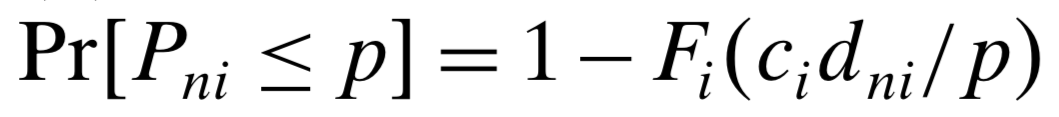 Pr[P_{ni} ≤ p] = 1 − F_i(c_i d_{ni}/p)